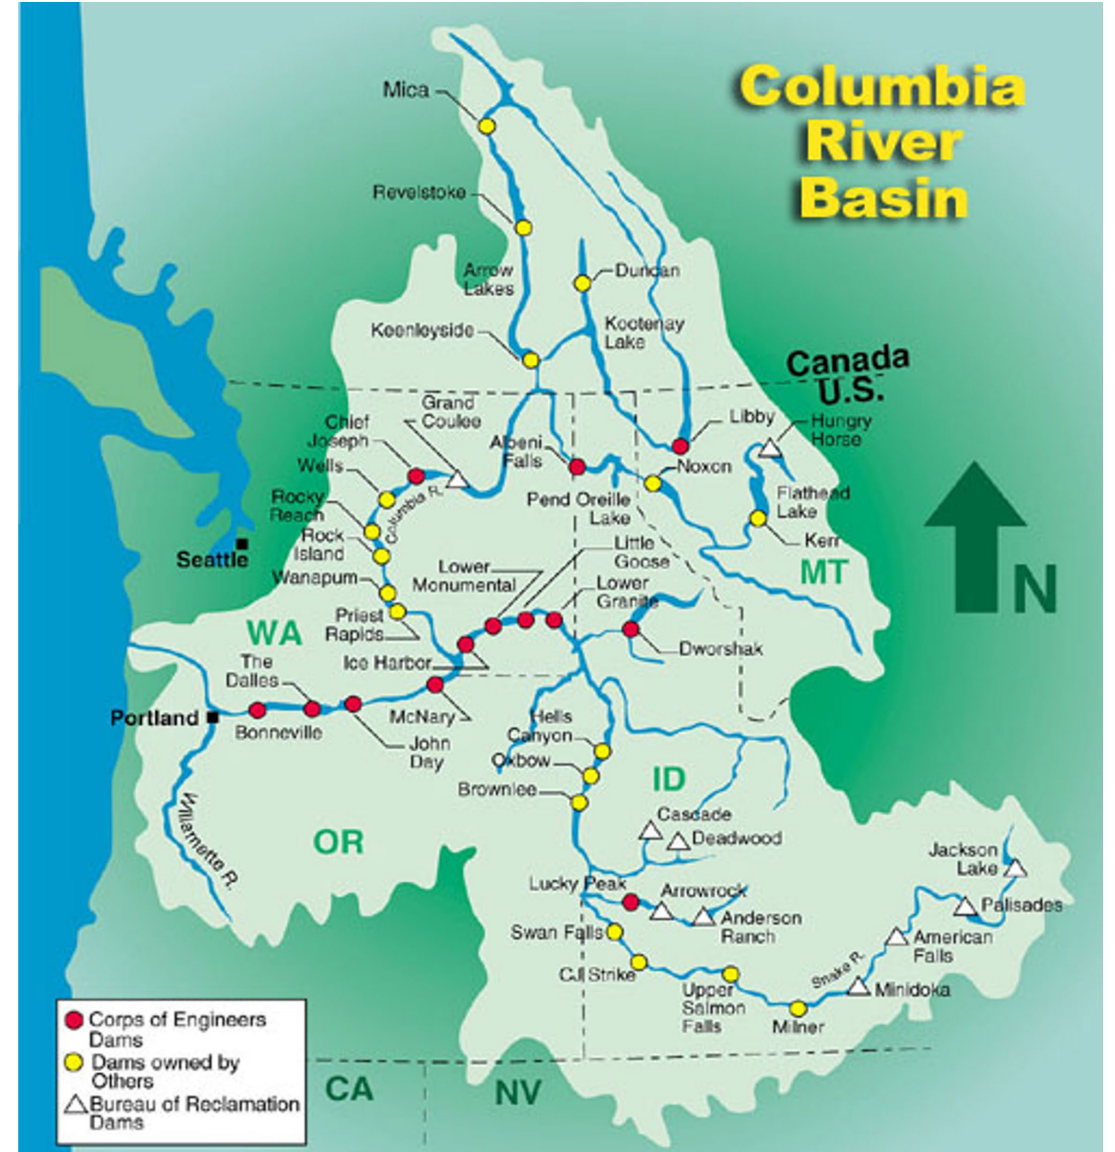 Columbia
River
Basin
Mica
Revelstoke
Arrow
Lakes
Duncan
Keenleyside
Kootenay
Lake
Canada
U.S.
Grand
Coulee
Chief
Joseph
Libby
Hungry
Horse
Albeni
Falls
Wells
Noxon
Columbia R.
Rocky
Reach
Pend Oreille
Lake
Flathead
Lake
Rock
Island
Kerr
Seattle
Little
Goose
Lower
Monumental
Wanapum
Lower
Granite
MT
N
Priest
Rapids
WA
Ice Harbor
Dworshak
The
Dalles
Portland
Bonneville
McNary
John
Day
Hells
Canyon
Oxbow
Brownlee
ID
Williamette R.
OR
Cascade
Deadwood
Jackson
Lake
Lucky Peak
Arrowrock
Palisades
Anderson
Ranch
Swan Falls
American
Falls
CJ Strike
Snake R.
Upper
Salmon
Falls
Minidoka
Milner
Corps of Engineers
Dams
Dams owned by
Others
Bureau of Reclamation
Dams
CA
NV